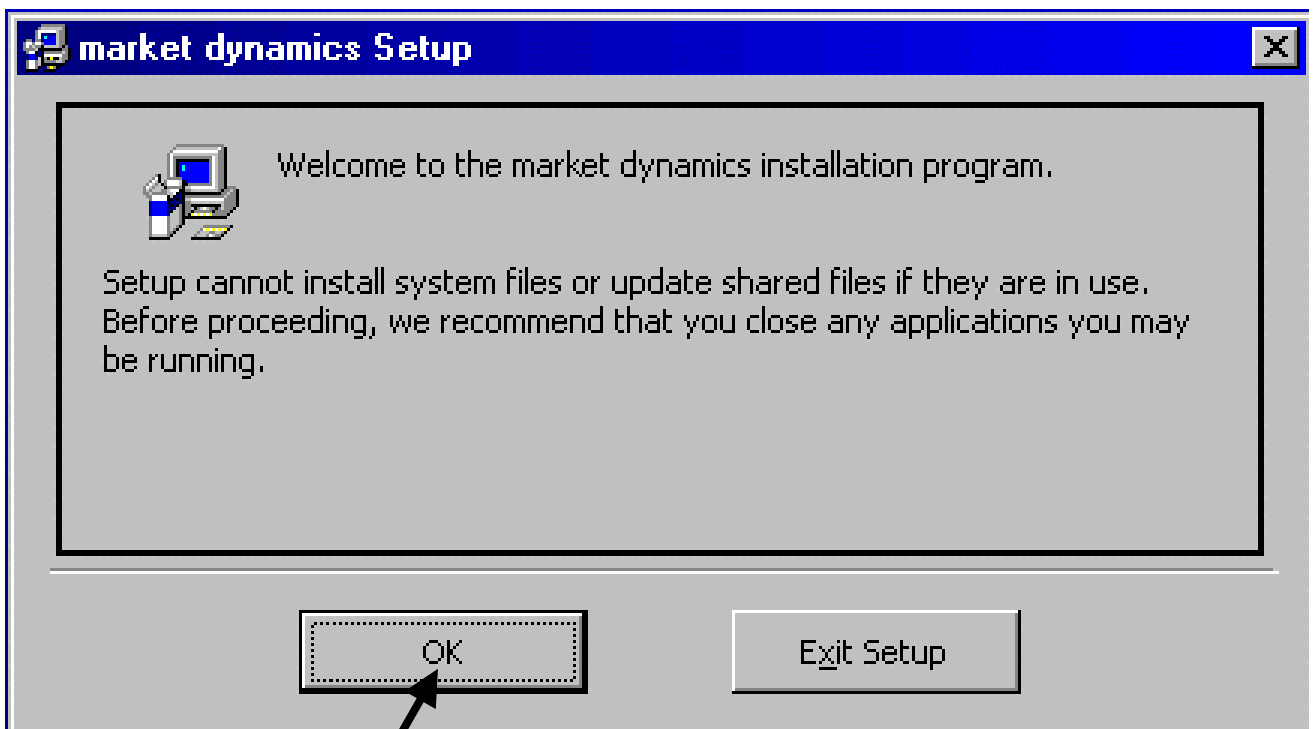 market dynamics Setup
Welcome to the market dynamics installation program.
Setup cannot install system files or update shared files if they are in use.
Before proceeding, we recommend that you close any applications you may
be running.
OK
Exit Setup